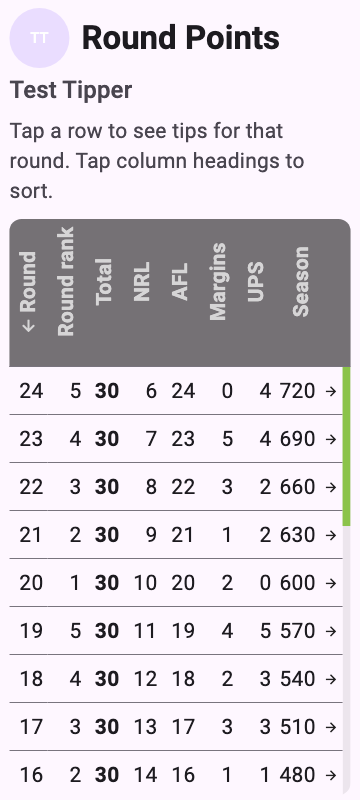 TT
Round Points
Test Tipper
Tap a row to see tips for that
round. Tap column headings to
sort.
← Round Round rank Total NRL AFL Margins UPS Season
24 5 30 6 24 0 4 720 →
23 4 30 7 23 5 4 690 →
22 3 30 8 22 3 2 660 →
21 2 30 9 21 1 2 630 →
20 1 30 10 20 2 0 600 →
19 5 30 11 19 4 5 570 →
18 4 30 12 18 2 3 540 →
17 3 30 13 17 3 3 510 →
16 2 30 14 16 1 1 480 →